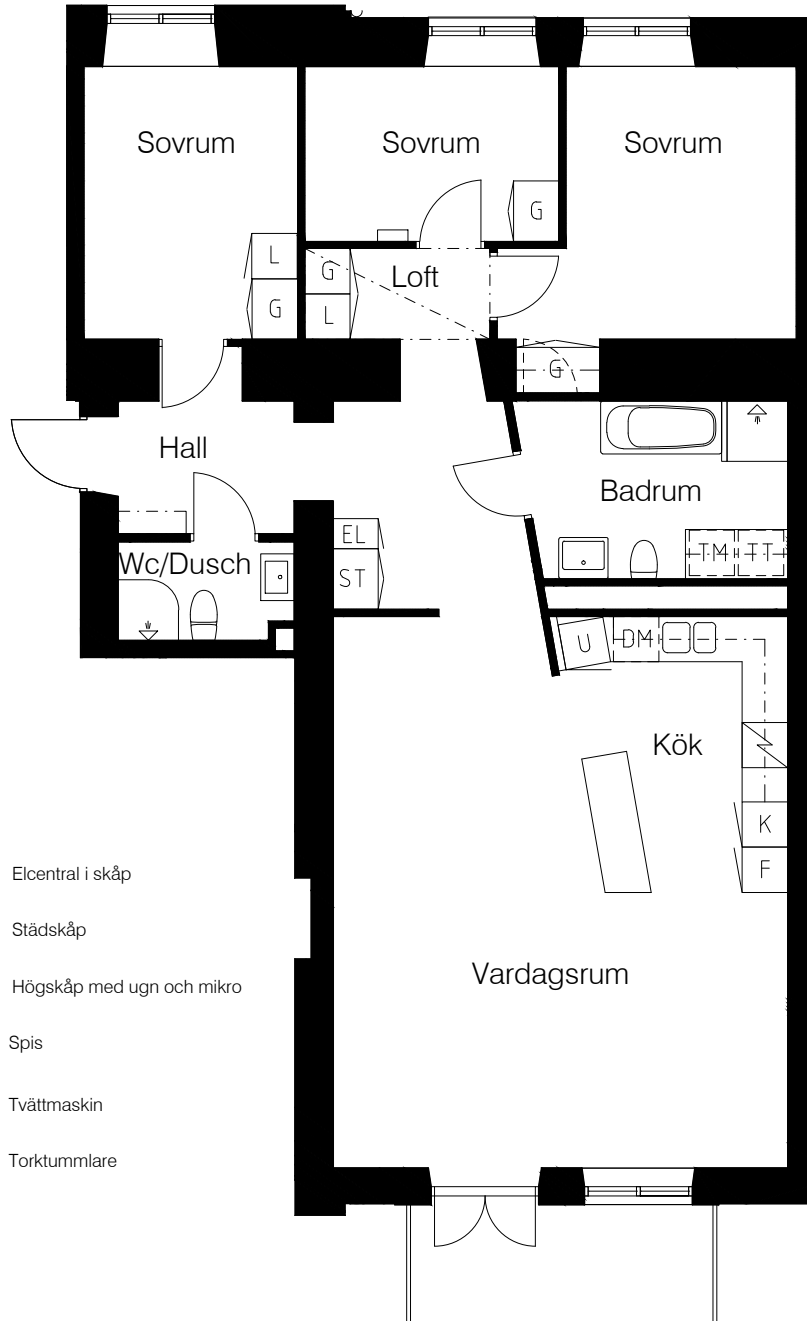 Sovrum
Sovrum
Sovrum
G
L
G
Loft
G
L
G
Hall
Badrum
EL
ST
Wc/Dusch
TM
TT
U
DM
Kök
K
F
Elcentral i skåp
Städskåp
Vardagsrum
Högskåp med ugn och mikro
Spis
Tvättmaskin
Torktummlare